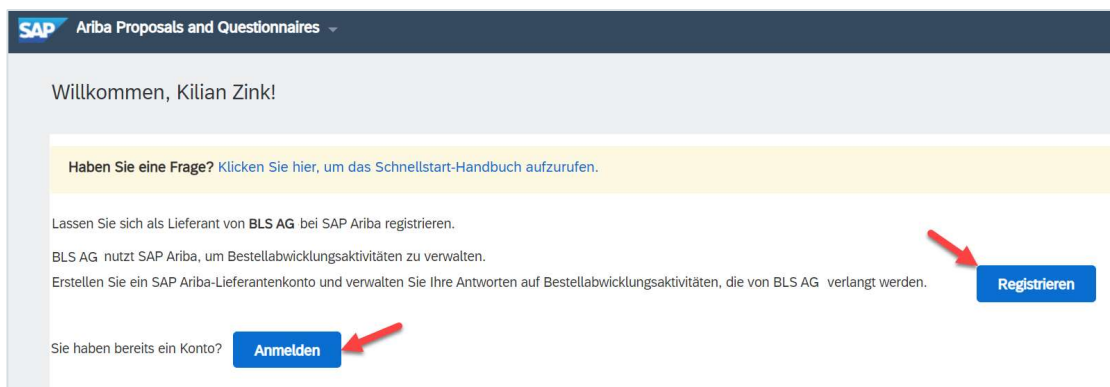 SAP Ariba Proposals and Questionnaires
Willkommen, Kilian Zink!
Haben Sie eine Frage? Klicken Sie hier, um das Schnellstart-Handbuch aufzurufen.
Lassen Sie sich als Lieferant von BLS AG bei SAP Ariba registrieren.
BLS AG nutzt SAP Ariba, um Bestellabwicklungsaktivitäten zu verwalten.
Erstellen Sie ein SAP Ariba-Lieferantenkonto und verwalten Sie Ihre Antworten auf Bestellabwicklungsaktivitäten, die von BLS AG verlangt werden. Registrieren
Sie haben bereits ein Konto? Anmelden